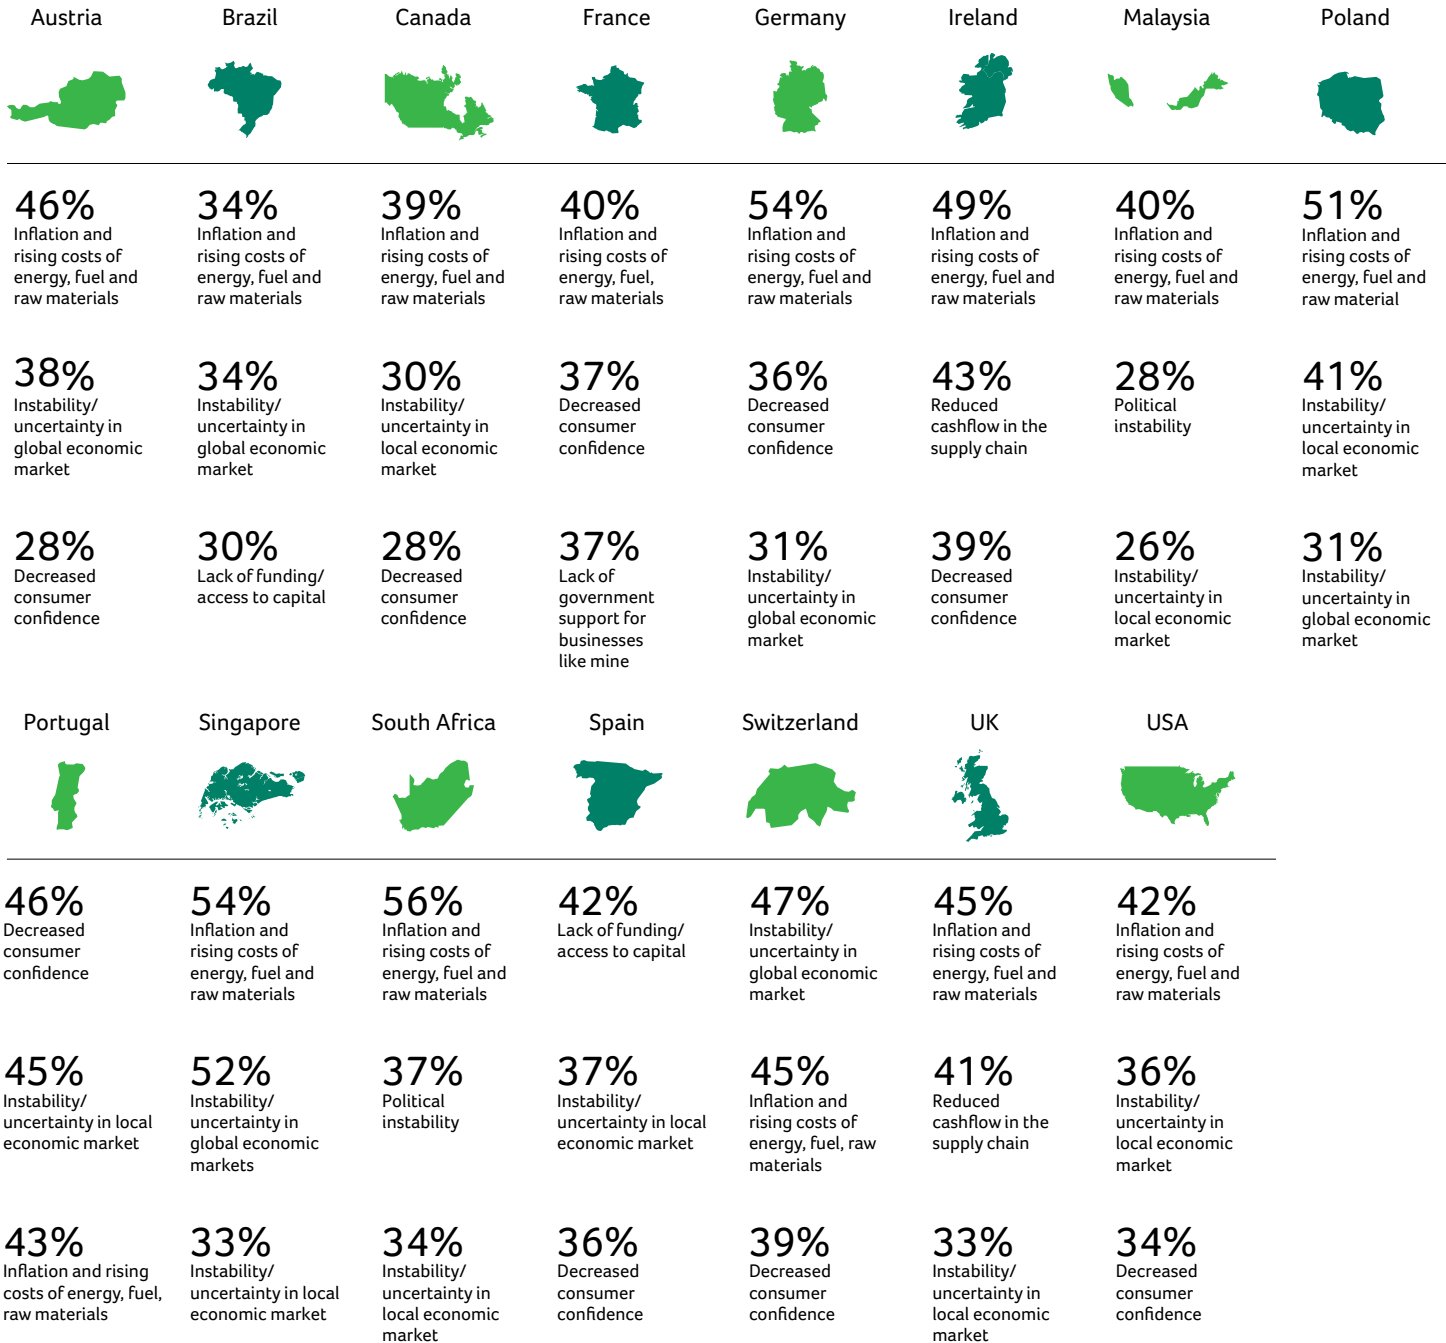 Austria
Brazil
Canada
France
Germany
Ireland
Malaysia
Poland
46%
Inflation and
rising costs of
energy, fuel and
raw materials
34%
Inflation and
rising costs of
energy, fuel and
raw materials
39%
Inflation and
rising costs of
energy, fuel and
raw materials
40%
Inflation and
rising costs of
energy, fuel,
raw materials
54%
Inflation and
rising costs of
energy, fuel and
raw materials
49%
Inflation and
rising costs of
energy, fuel and
raw materials
40%
Inflation and
rising costs of
energy, fuel and
raw materials
51%
Inflation and
rising costs of
energy, fuel and
raw material
38%
Instability/
uncertainty in
global economic
market
34%
Instability/
uncertainty in
global economic
market
30%
Instability/
uncertainty in
local economic
market
37%
Decreased
consumer
confidence
36%
Decreased
consumer
confidence
43%
Reduced
cashflow in the
supply chain
28%
Political
instability
41%
Instability/
uncertainty in
local economic
market
28%
Decreased
consumer
confidence
30%
Lack of funding/
access to capital
28%
Decreased
consumer
confidence
37%
Lack of
government
support for
businesses
like mine
31%
Instability/
uncertainty in
global economic
market
39%
Decreased
consumer
confidence
26%
Instability/
uncertainty in
local economic
market
31%
Instability/
uncertainty in
global economic
market
Portugal
Singapore
South Africa
Spain
Switzerland
UK
USA
46%
Decreased
consumer
confidence
54%
Inflation and
rising costs of
energy, fuel and
raw materials
56%
Inflation and
rising costs of
energy, fuel and
raw materials
42%
Lack of funding/
access to capital
47%
Instability/
uncertainty in
global economic
market
45%
Inflation and
rising costs of
energy, fuel and
raw materials
42%
Inflation and
rising costs of
energy, fuel and
raw materials
45%
Instability/
uncertainty in local
economic market
52%
Instability/
uncertainty in
global economic
markets
37%
Political
instability
37%
Instability/
uncertainty in local
economic market
45%
Inflation and
rising costs of
energy, fuel, raw
materials
41%
Reduced
cashflow in the
supply chain
36%
Instability/
uncertainty in
local economic
market
43%
Inflation and rising
costs of energy, fuel,
raw materials
33%
Instability/
uncertainty in local
economic market
34%
Instability/
uncertainty in
local economic
market
36%
Decreased
consumer
confidence
39%
Decreased
consumer
confidence
33%
Instability/
uncertainty in
local economic
market
34%
Decreased
consumer
confidence